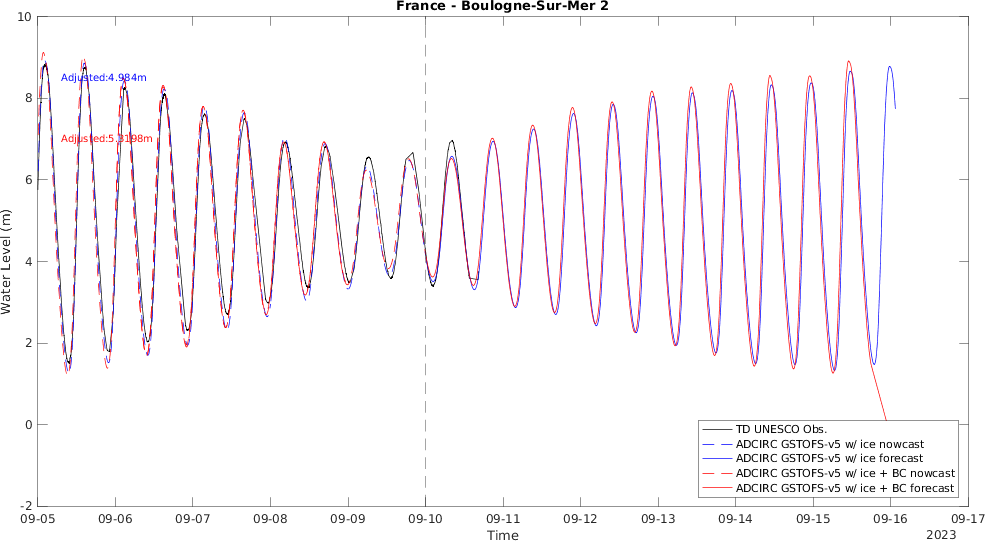 France - Boulogne-Sur-Mer 2
10
8
6
4
2
0
-2
Water Level (m)
Adjusted:4.984m
Adjusted:5.3198m
TD UNESCO Obs.
ADCIRC GSTOFS-v5 w/ ice nowcast
ADCIRC GSTOFS-v5 w/ ice forecast
ADCIRC GSTOFS-v5 w/ ice + BC nowcast
ADCIRC GSTOFS-v5 w/ ice + BC forecast
09-05 09-06 09-07 09-08 09-09 09-10 09-11 09-12 09-13 09-14 09-15 09-16 09-17
Time
2023